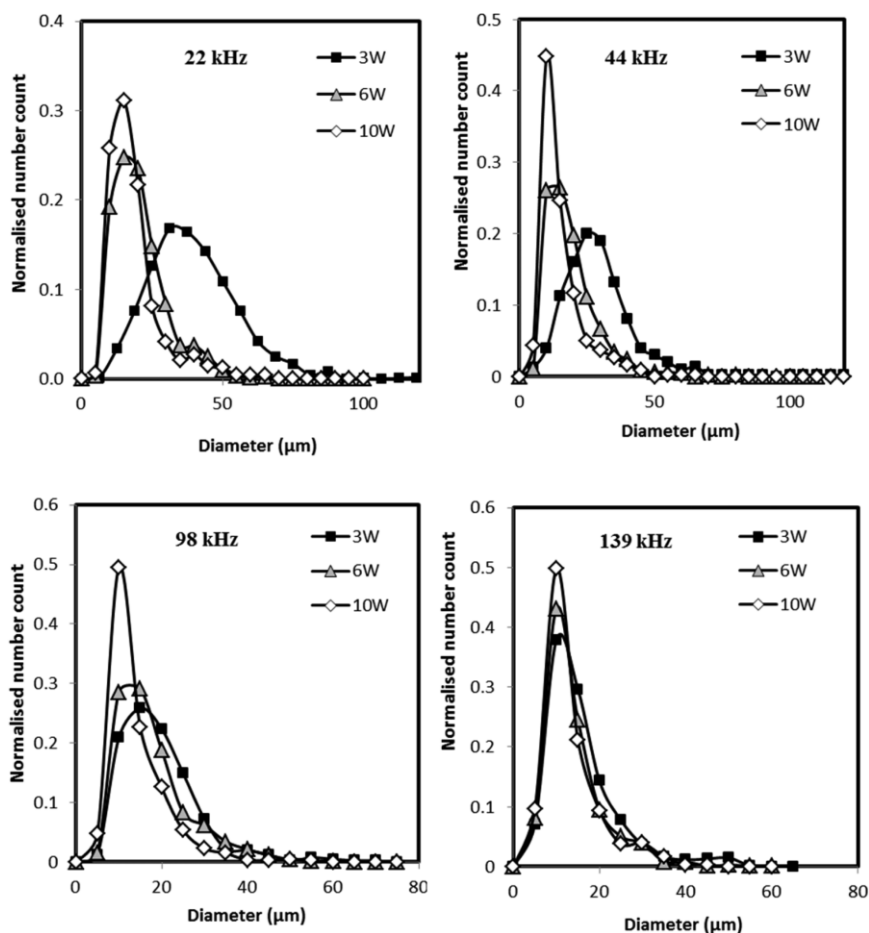 22 kHz
3W
6W
10W
Normalised number count
0.4
0.3
0.2
0.1
0.0
0
50
100
Diameter (µm)
44 kHz
3W
6W
10W
Normalised number count
0.5
0.4
0.3
0.2
0.1
0
0
50
100
Diameter (µm)
98 kHz
3W
6W
10W
Normalised number count
0.6
0.5
0.4
0.3
0.2
0.1
0
0
20
40
60
80
Diameter (µm)
139 kHz
3W
6W
10W
Normalised number count
0.6
0.5
0.4
0.3
0.2
0.1
0
0
20
40
60
80
Diameter (µm)